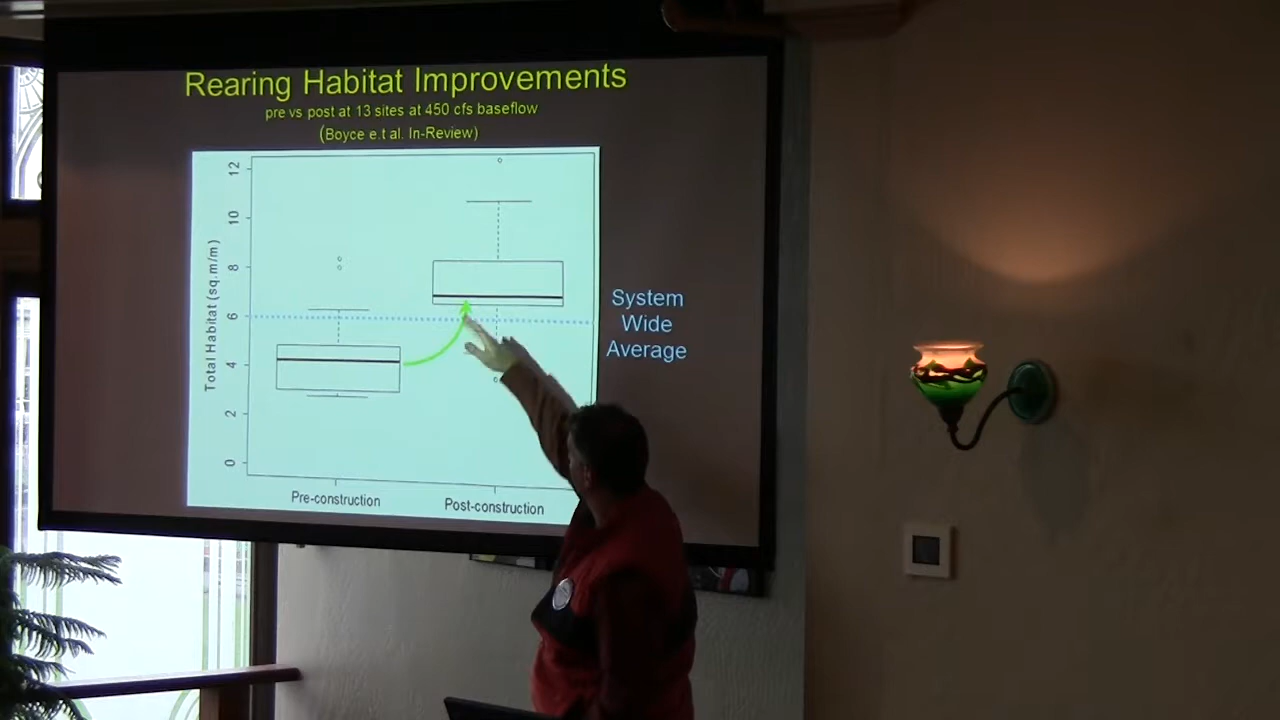 Rearing Habitat Improvements
pre vs post at 13 sites at 450 cfs baseflow
(Boyce e.t al. In-Review)
12
10
8
6
4
2
0
Total Habitat (sq.m/m)
System
Wide
Average
Pre-construction
Post-construction